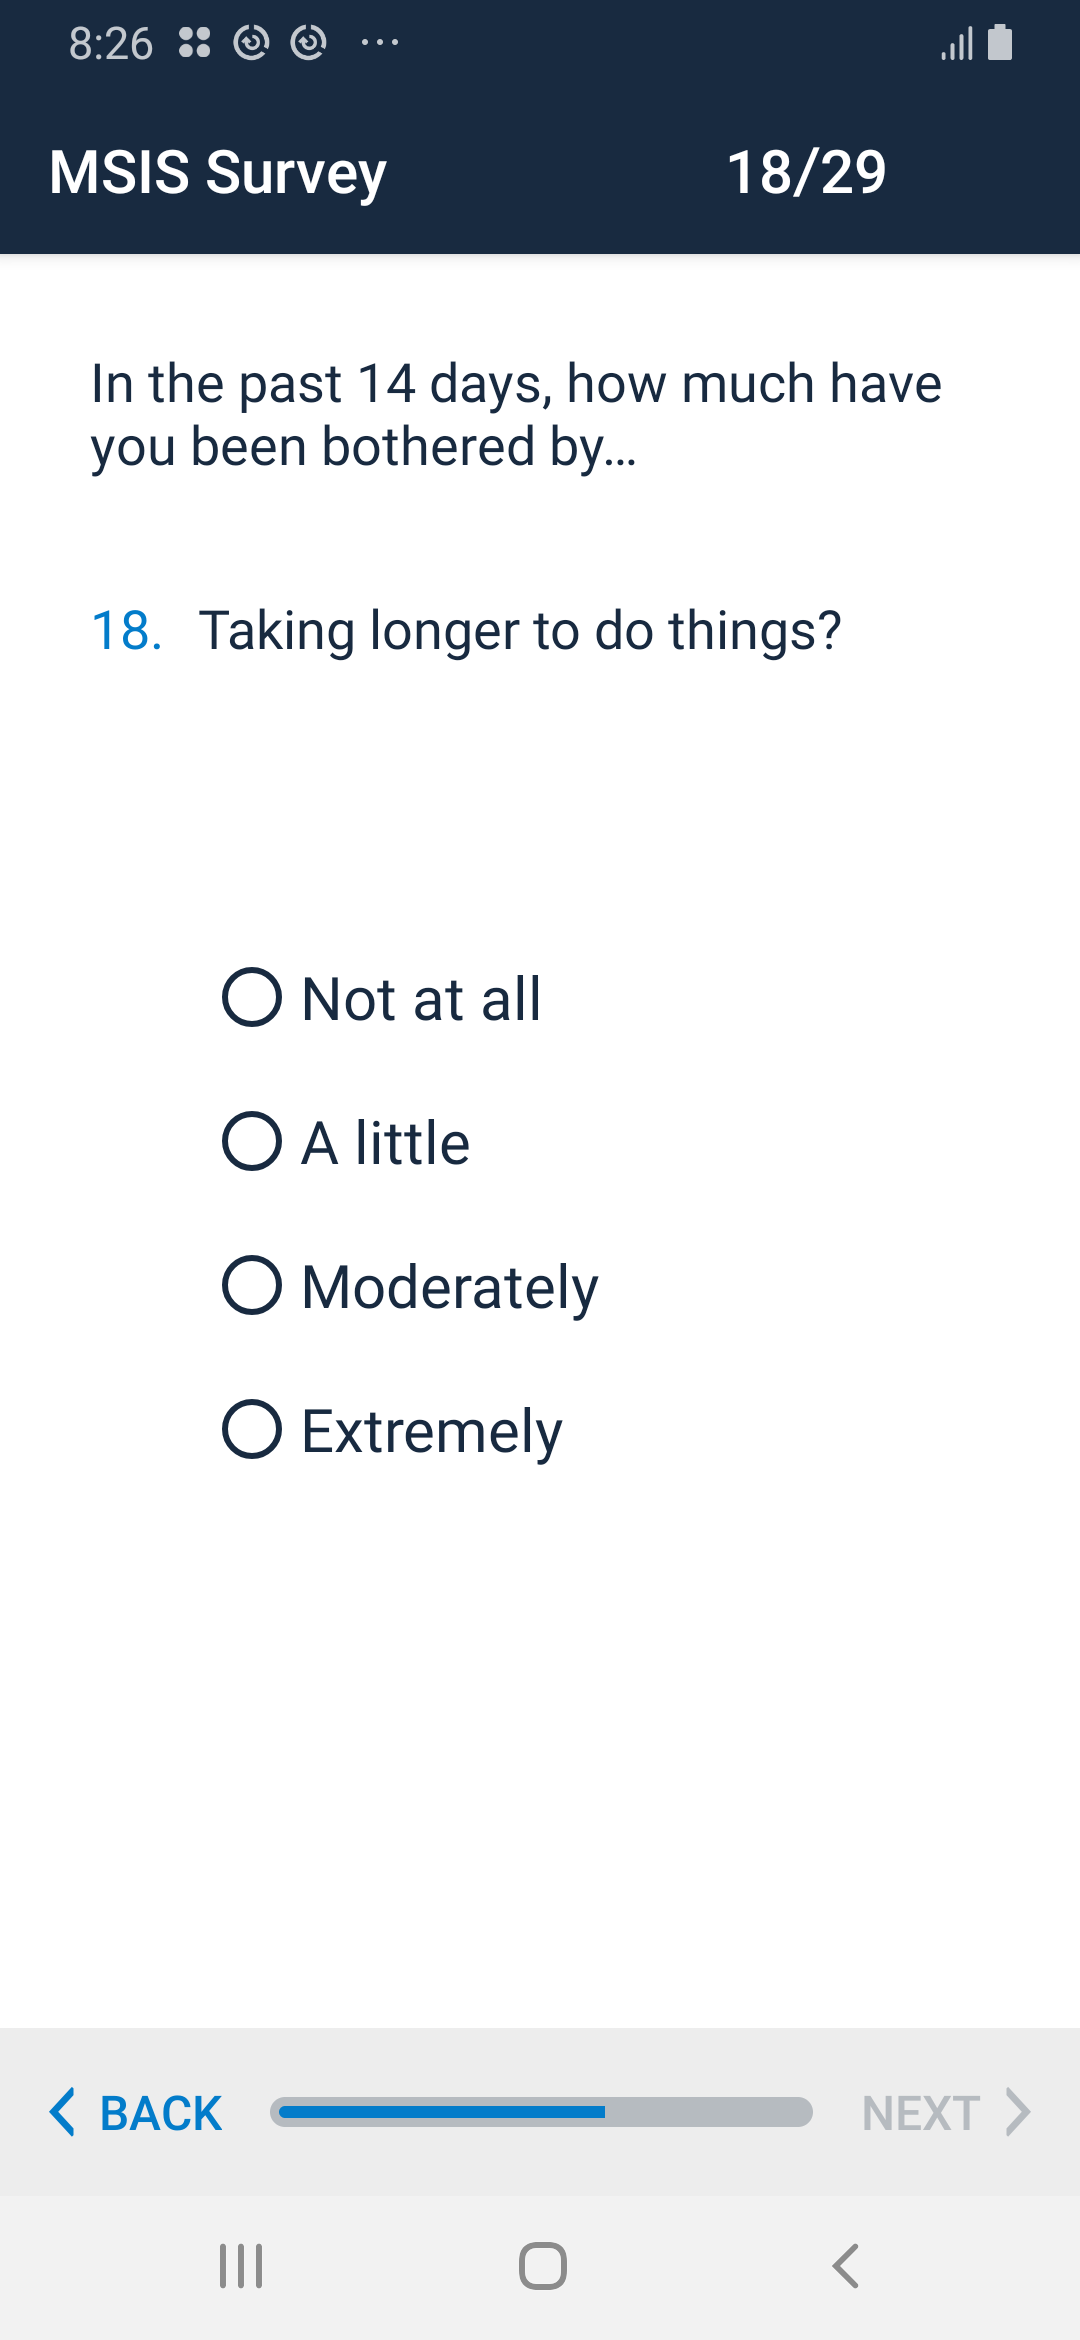 8:26
MSIS Survey 18/29
In the past 14 days, how much have
you been bothered by...
18. Taking longer to do things?
Not at all
A little
Moderately
Extremely
BACK NEXT